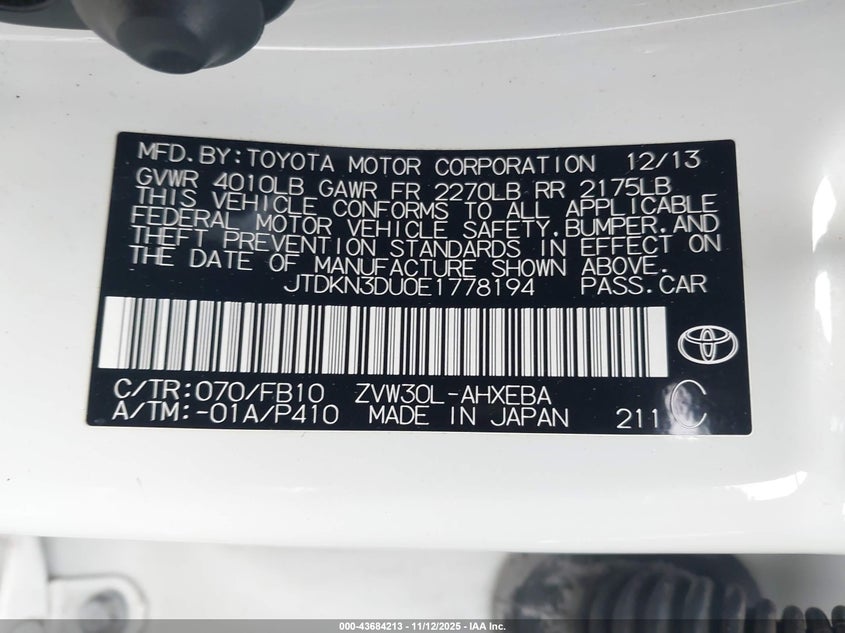 MFD.BY:TOYOTA MOTOR CORPORATION 12/13
GVWR 4010LB GAWR FR 2270LB RR 2175LB
THIS VEHICLE CONFORMS TO ALL APPLICABLE
FEDERAL MOTOR VEHICLE SAFETY,BUMPER,AND
THEFT PREVENTION STANDARDS IN EFFECT ON
THE DATE OF MANUFACTURE SHOWN ABOVE.
JTDKN3DU0E1778194 PASS.CAR
C/TR:070/FB10 ZVW30L-AHXEBA
A/TM:-01A/P410 MADE IN JAPAN 211 C
000-43684213 - 11/12/2025 - IAA Inc.